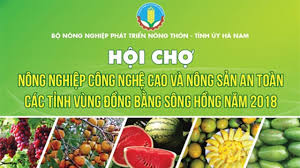 BỘ NÔNG NGHIỆP PHÁT TRIỂN NÔNG THÔN - TỈNH ỦY HÀ NAM
HỘI CHỢ
NÔNG NGHIỆP CÔNG NGHỆ CAO VÀ NÔNG SẢN AN TOÀN
CÁC TỈNH VÙNG ĐỒNG BẰNG SÔNG HỒNG NĂM 2018